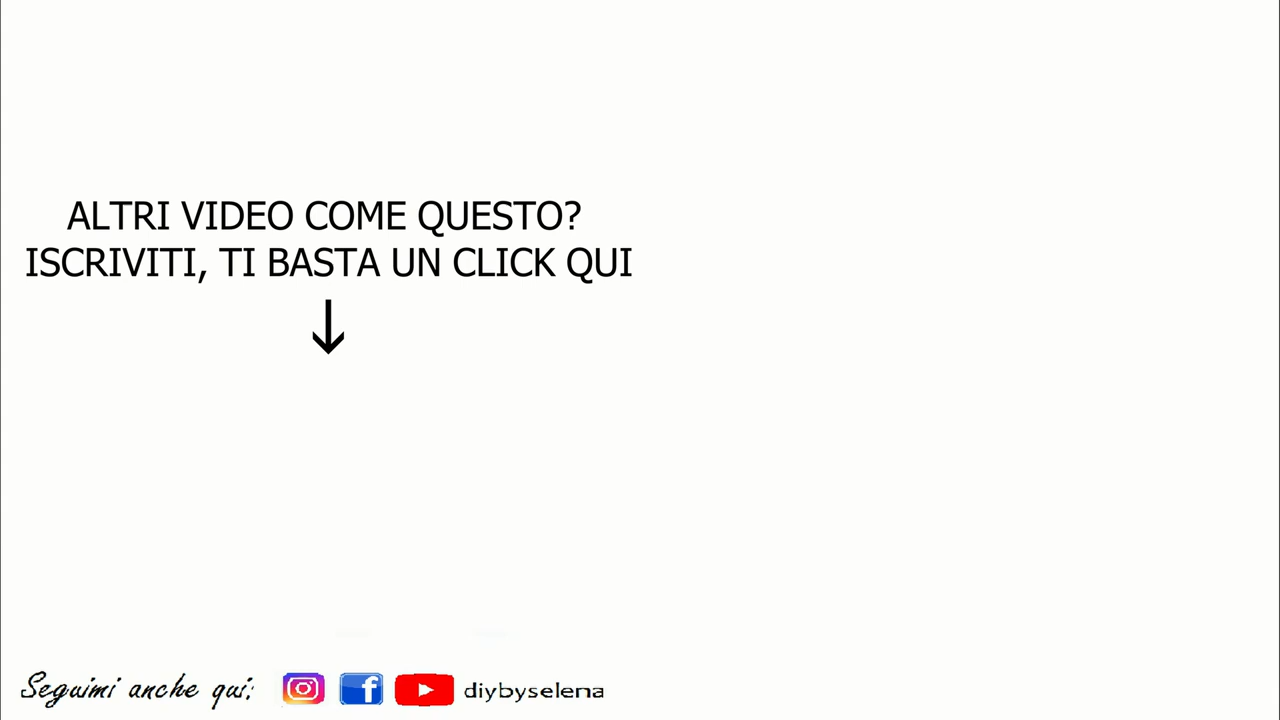 ALTRI VIDEO COME QUESTO?
ISCRIVITI, TI BASTA UN CLICK QUI
Seguimi anche qui: diybyselena